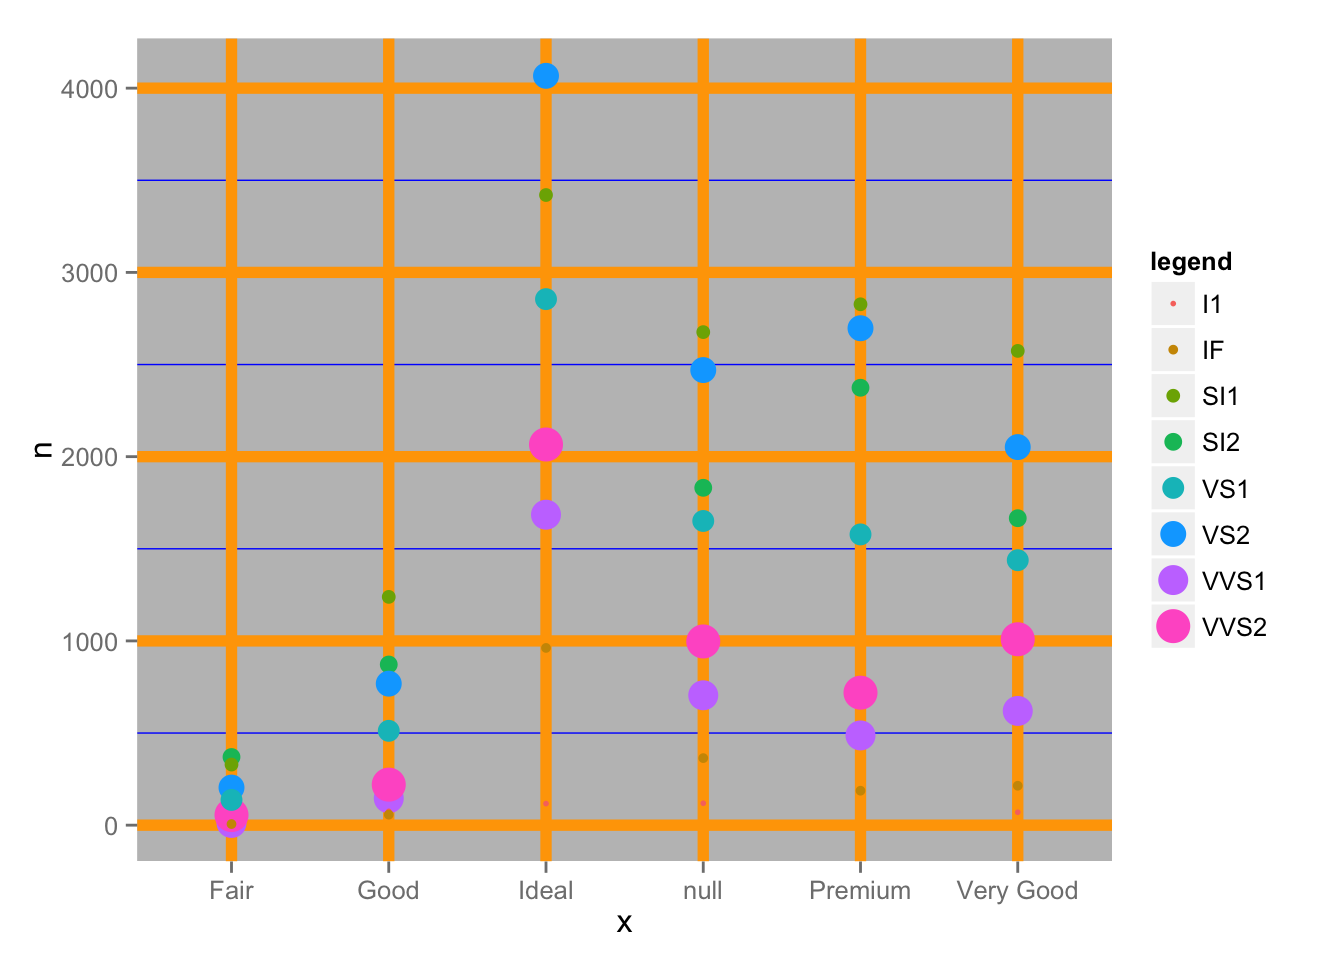 4000
3000
2000
1000
0
n
Fair Good Ideal null Premium Very Good
x
legend
I1
IF
SI1
SI2
VS1
VS2
VVS1
VVS2